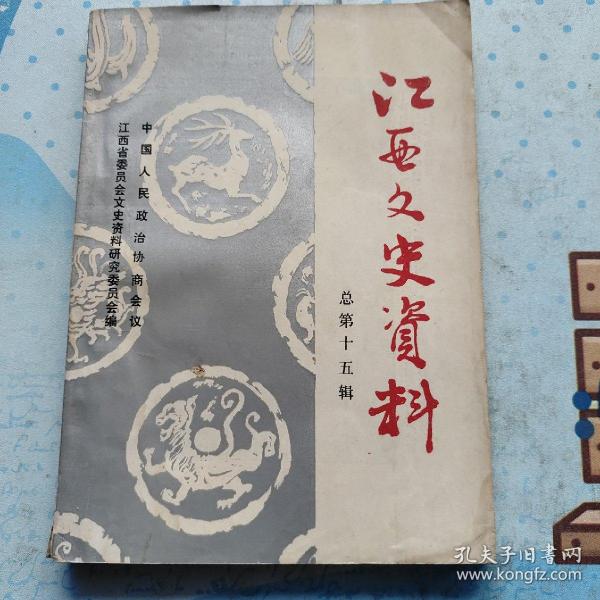 江西文史資料
总第十五辑
中国人民政治协商会议
江西省委员会文史资料研究委员会编
孔夫子旧书网
www.kongfz.com